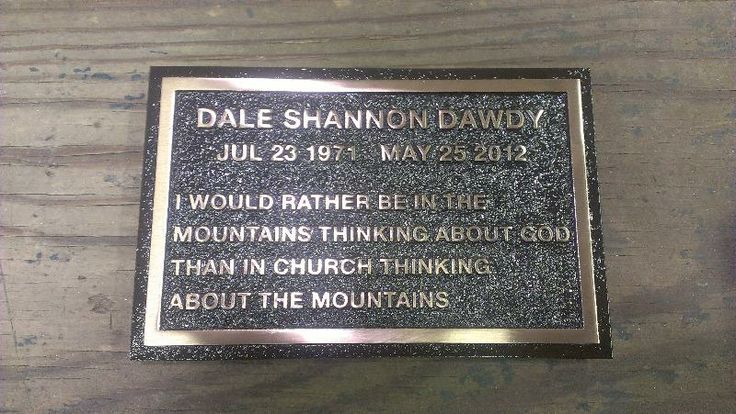 DALE SHANNON DAWDY
JUL 23 1971 MAY 25 2012
I WOULD RATHER BE IN THE
MOUNTAINS THINKING ABOUT GOD
THAN IN CHURCH THINKING
ABOUT THE MOUNTAINS